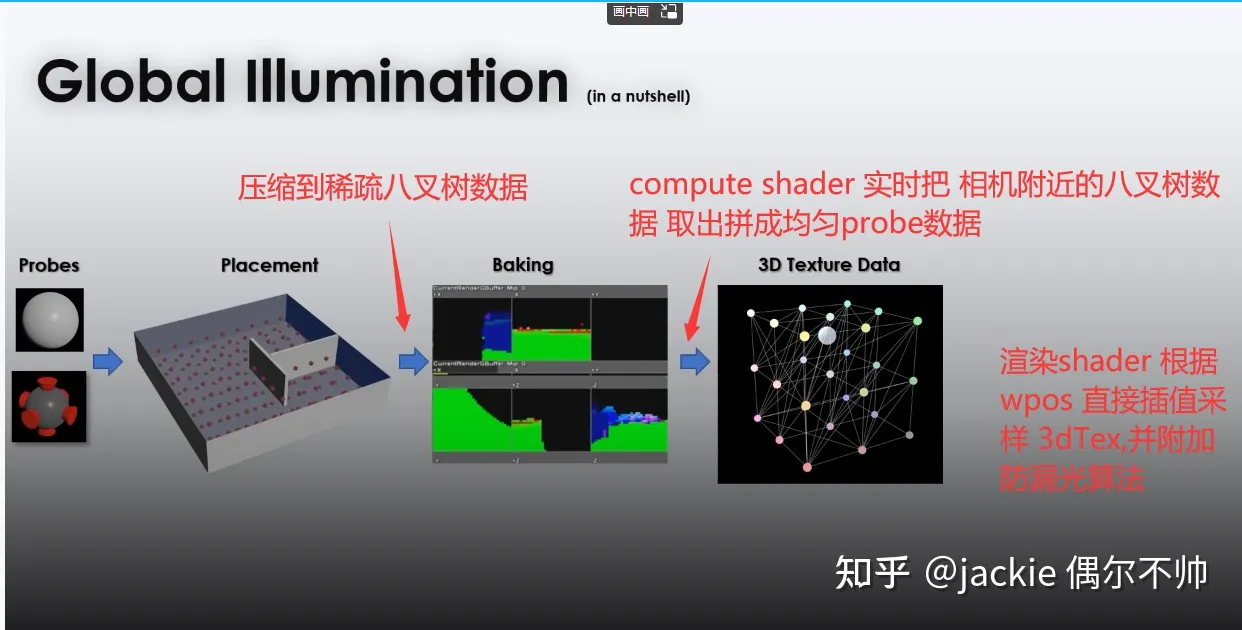 画中画
Global Illumination (in a nutshell)
压缩到稀疏八叉树数据
compute shader 实时把 相机附近的八叉树数
据 取出拼成均匀probe数据
Probes
Placement
Baking
3D Texture Data
CurrentRenderGBuffer Mip 0
CurrentRenderGBuffer Mip 0
渲染shader 根据
wpos 直接插值采
样 3dTex,并附加
防漏光算法
知乎 @jackie 偶尔不帅